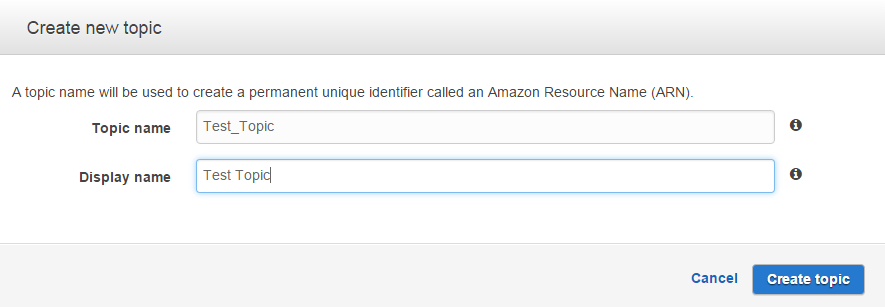 Create new topic
A topic name will be used to create a permanent unique identifier called an Amazon Resource Name (ARN).
Topic name Test_Topic
Display name Test Topic
Cancel Create topic